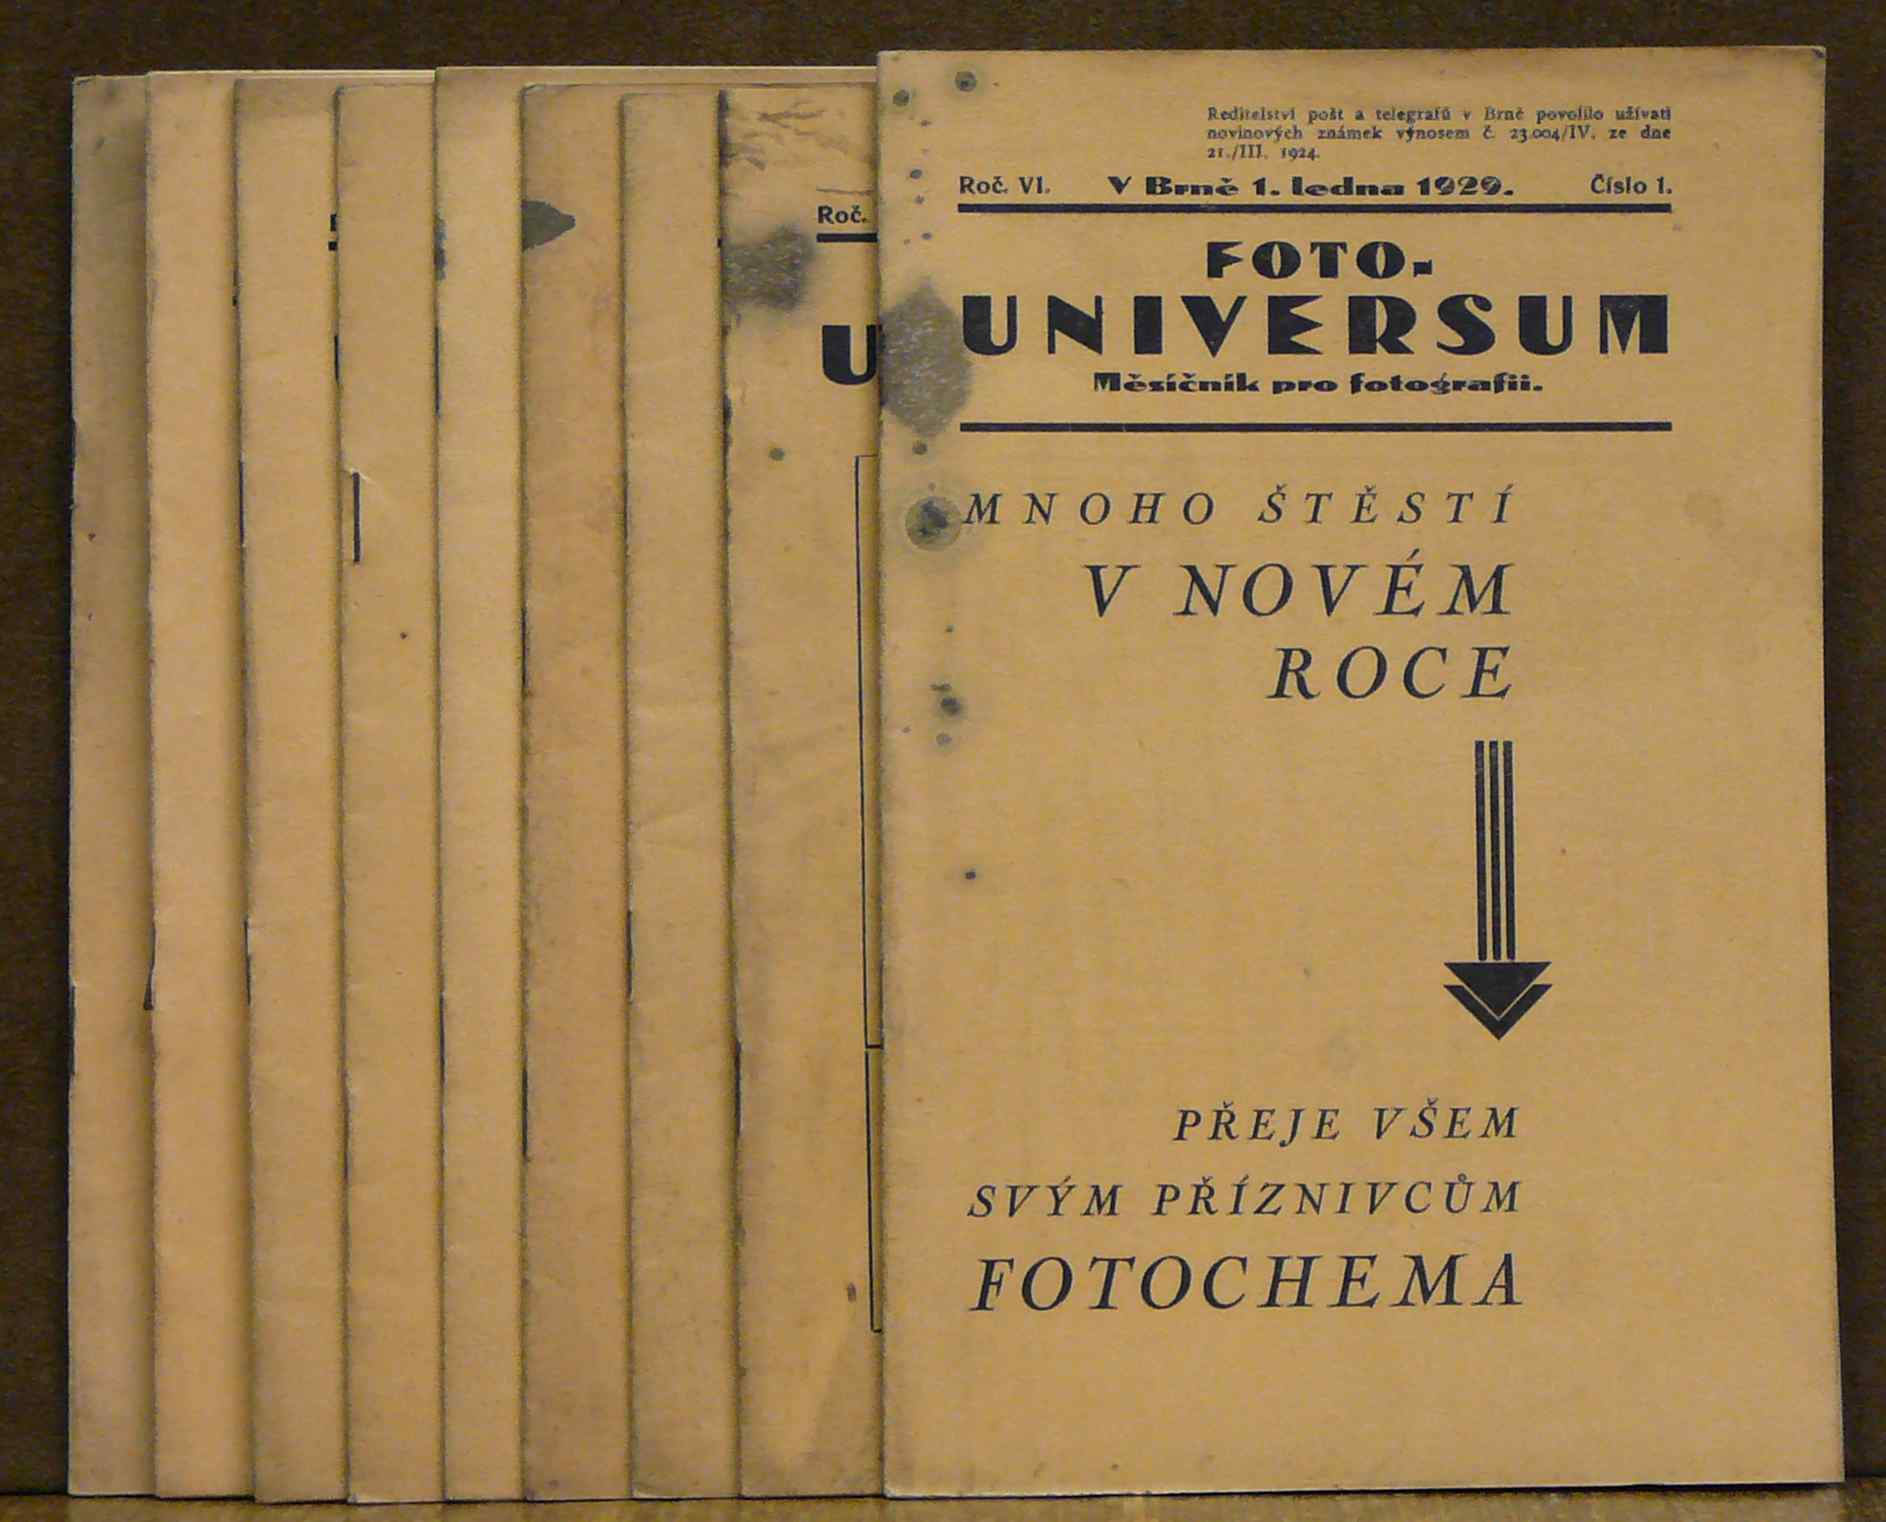 Roč.
U
Ředitelství pošt a telegrafů v Brně povolilo užívati
novinových známek výnosem č. 23.004/IV. ze dne
21./III. 1924.
Roč. VI. V Brně 1. ledna 1929. Číslo 1.
FOTO-
UNIVERSUM
Měsíčník pro fotografii.
MNOHO ŠTĚSTÍ
V NOVÉM
ROCE
PŘEJE VŠEM
SVÝM PŘÍZNIVCŮM
FOTOCHEMA